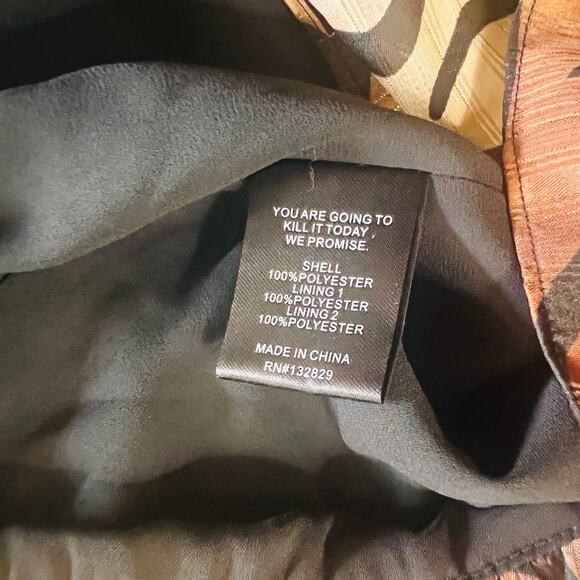 YOU ARE GOING TO
KILL IT TODAY,
WE PROMISE.
SHELL
100%POLYESTER
LINING 1
100%POLYESTER
LINING 2
100%POLYESTER
MADE IN CHINA
RN#132829